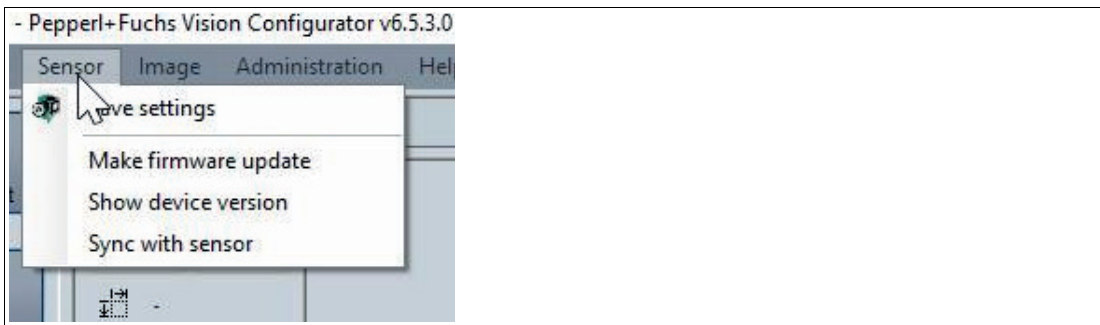 - Pepperl+Fuchs Vision Configurator v6.5.3.0
Sensor Image Administration
settings
Make firmware update
Show device version
Sync with sensor
-